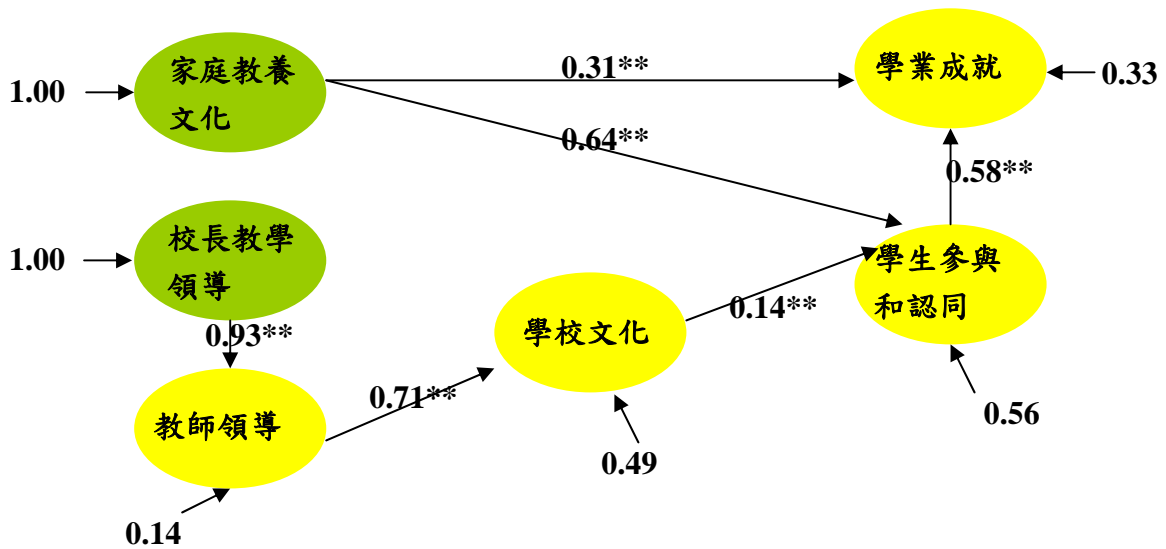 家庭教養
文化
1.00
0.31**
學業成就
0.33
0.64**
0.58**
校長教學
領導
1.00
學生參與
和認同
0.93**
學校文化
0.14**
教師領導
0.71**
0.56
0.49
0.14